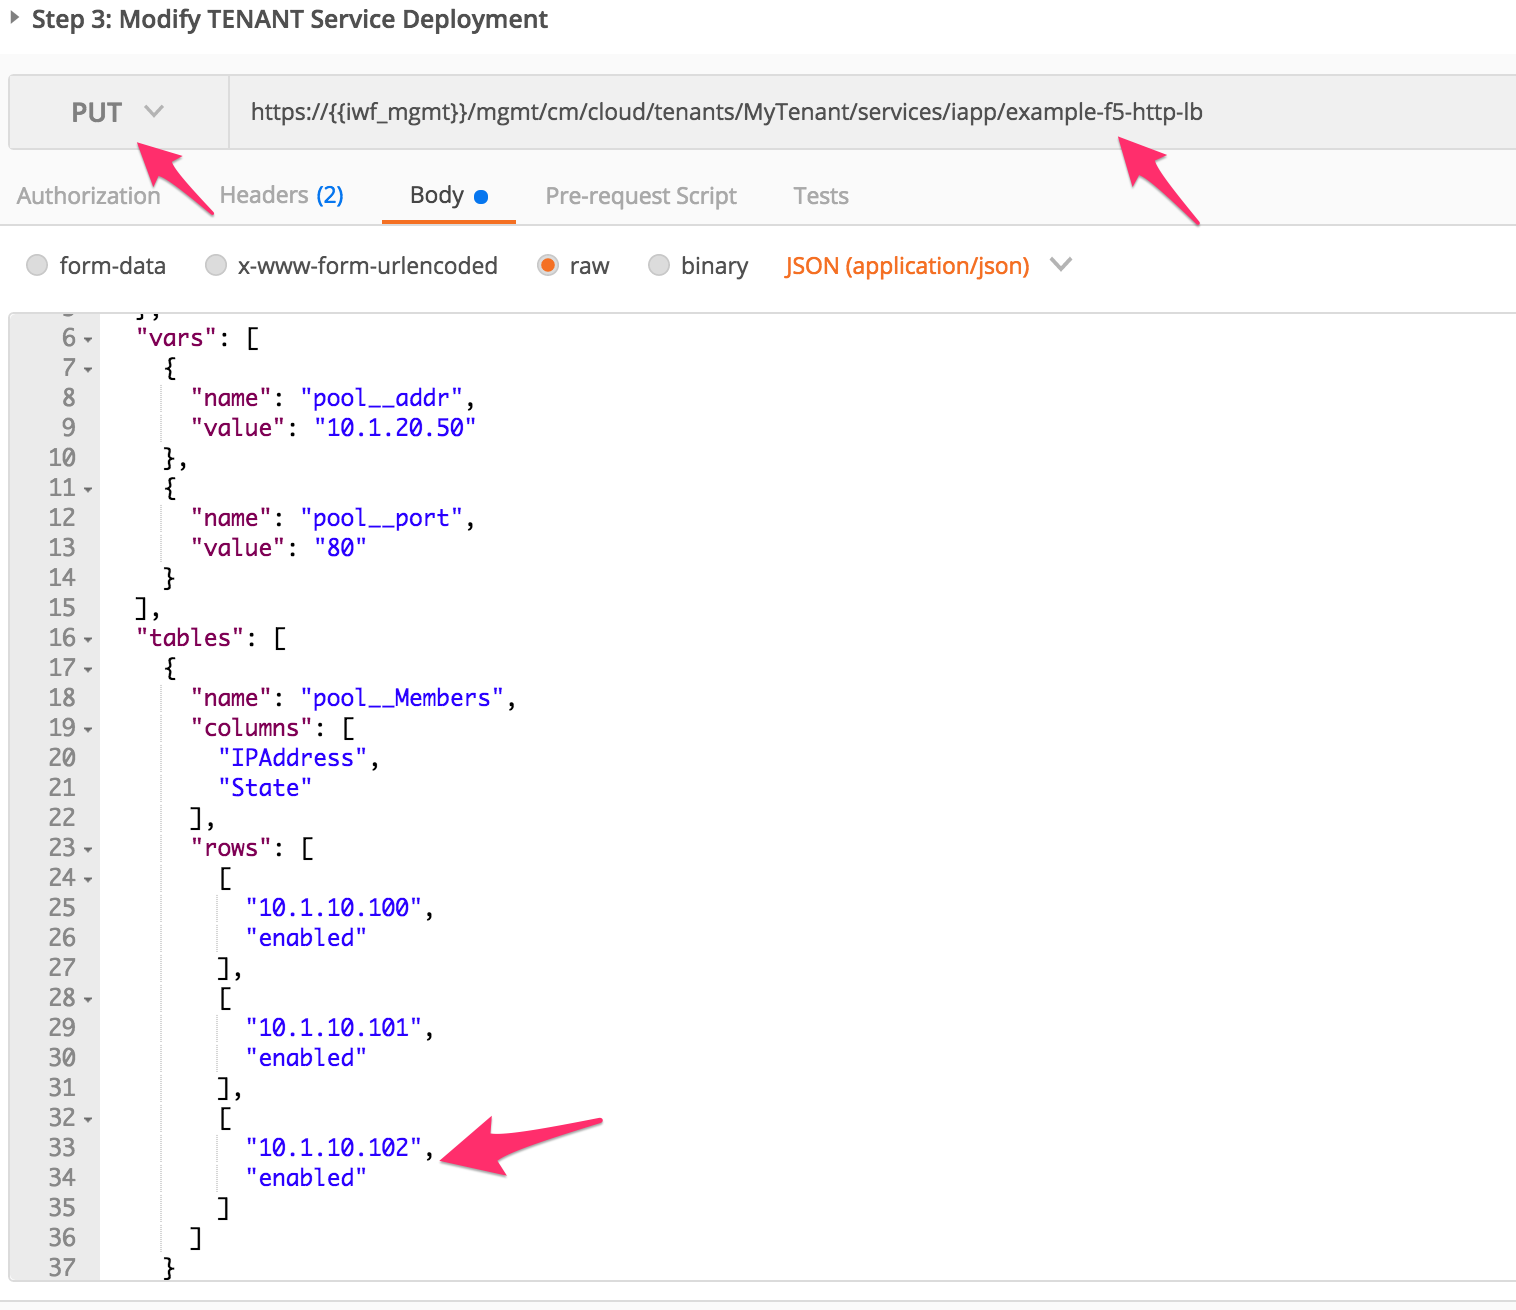 Step 3: Modify TENANT Service Deployment
PUT https://{{iwf_mgmt}}/mgmt/cm/cloud/tenants/MyTenant/services/iapp/example-f5-http-lb
Authorization Headers (2) Body Pre-request Script Tests
form-data x-www-form-urlencoded raw binary JSON (application/json)
6 "vars": [
7 {
8 "name": "pool__addr",
9 "value": "10.1.20.50"
10 },
11 {
12 "name": "pool__port",
13 "value": "80"
14 }
15 ],
16 "tables": [
17 {
18 "name": "pool__Members",
19 "columns": [
20 "IPAddress",
21 "State"
22 ],
23 "rows": [
24 [
25 "10.1.10.100",
26 "enabled"
27 ],
28 [
29 "10.1.10.101",
30 "enabled"
31 ],
32 [
33 "10.1.10.102",
34 "enabled"
35 ]
36 ]
37 }